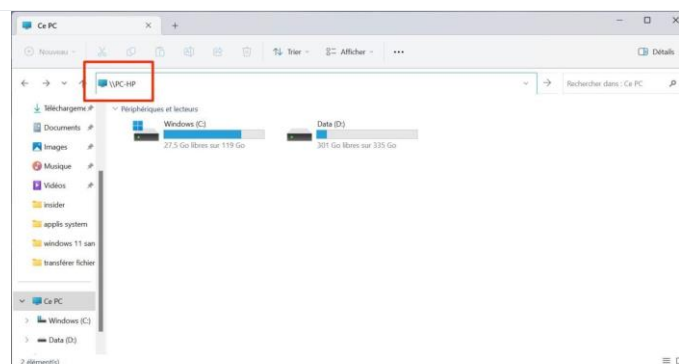 Ce PC
Nouveau
Trier
Afficher
Détails
\\PC-HP
Rechercher dans : Ce PC
Téléchargeme
Documents
Images
Musique
Vidéos
insider
applis system
windows 11 san
transférer fichier
Ce PC
Windows (C:)
Data (D:)
Périphériques et lecteurs
Windows (C:)
27,5 Go libres sur 119 Go
Data (D:)
301 Go libres sur 335 Go
2 élément(s)